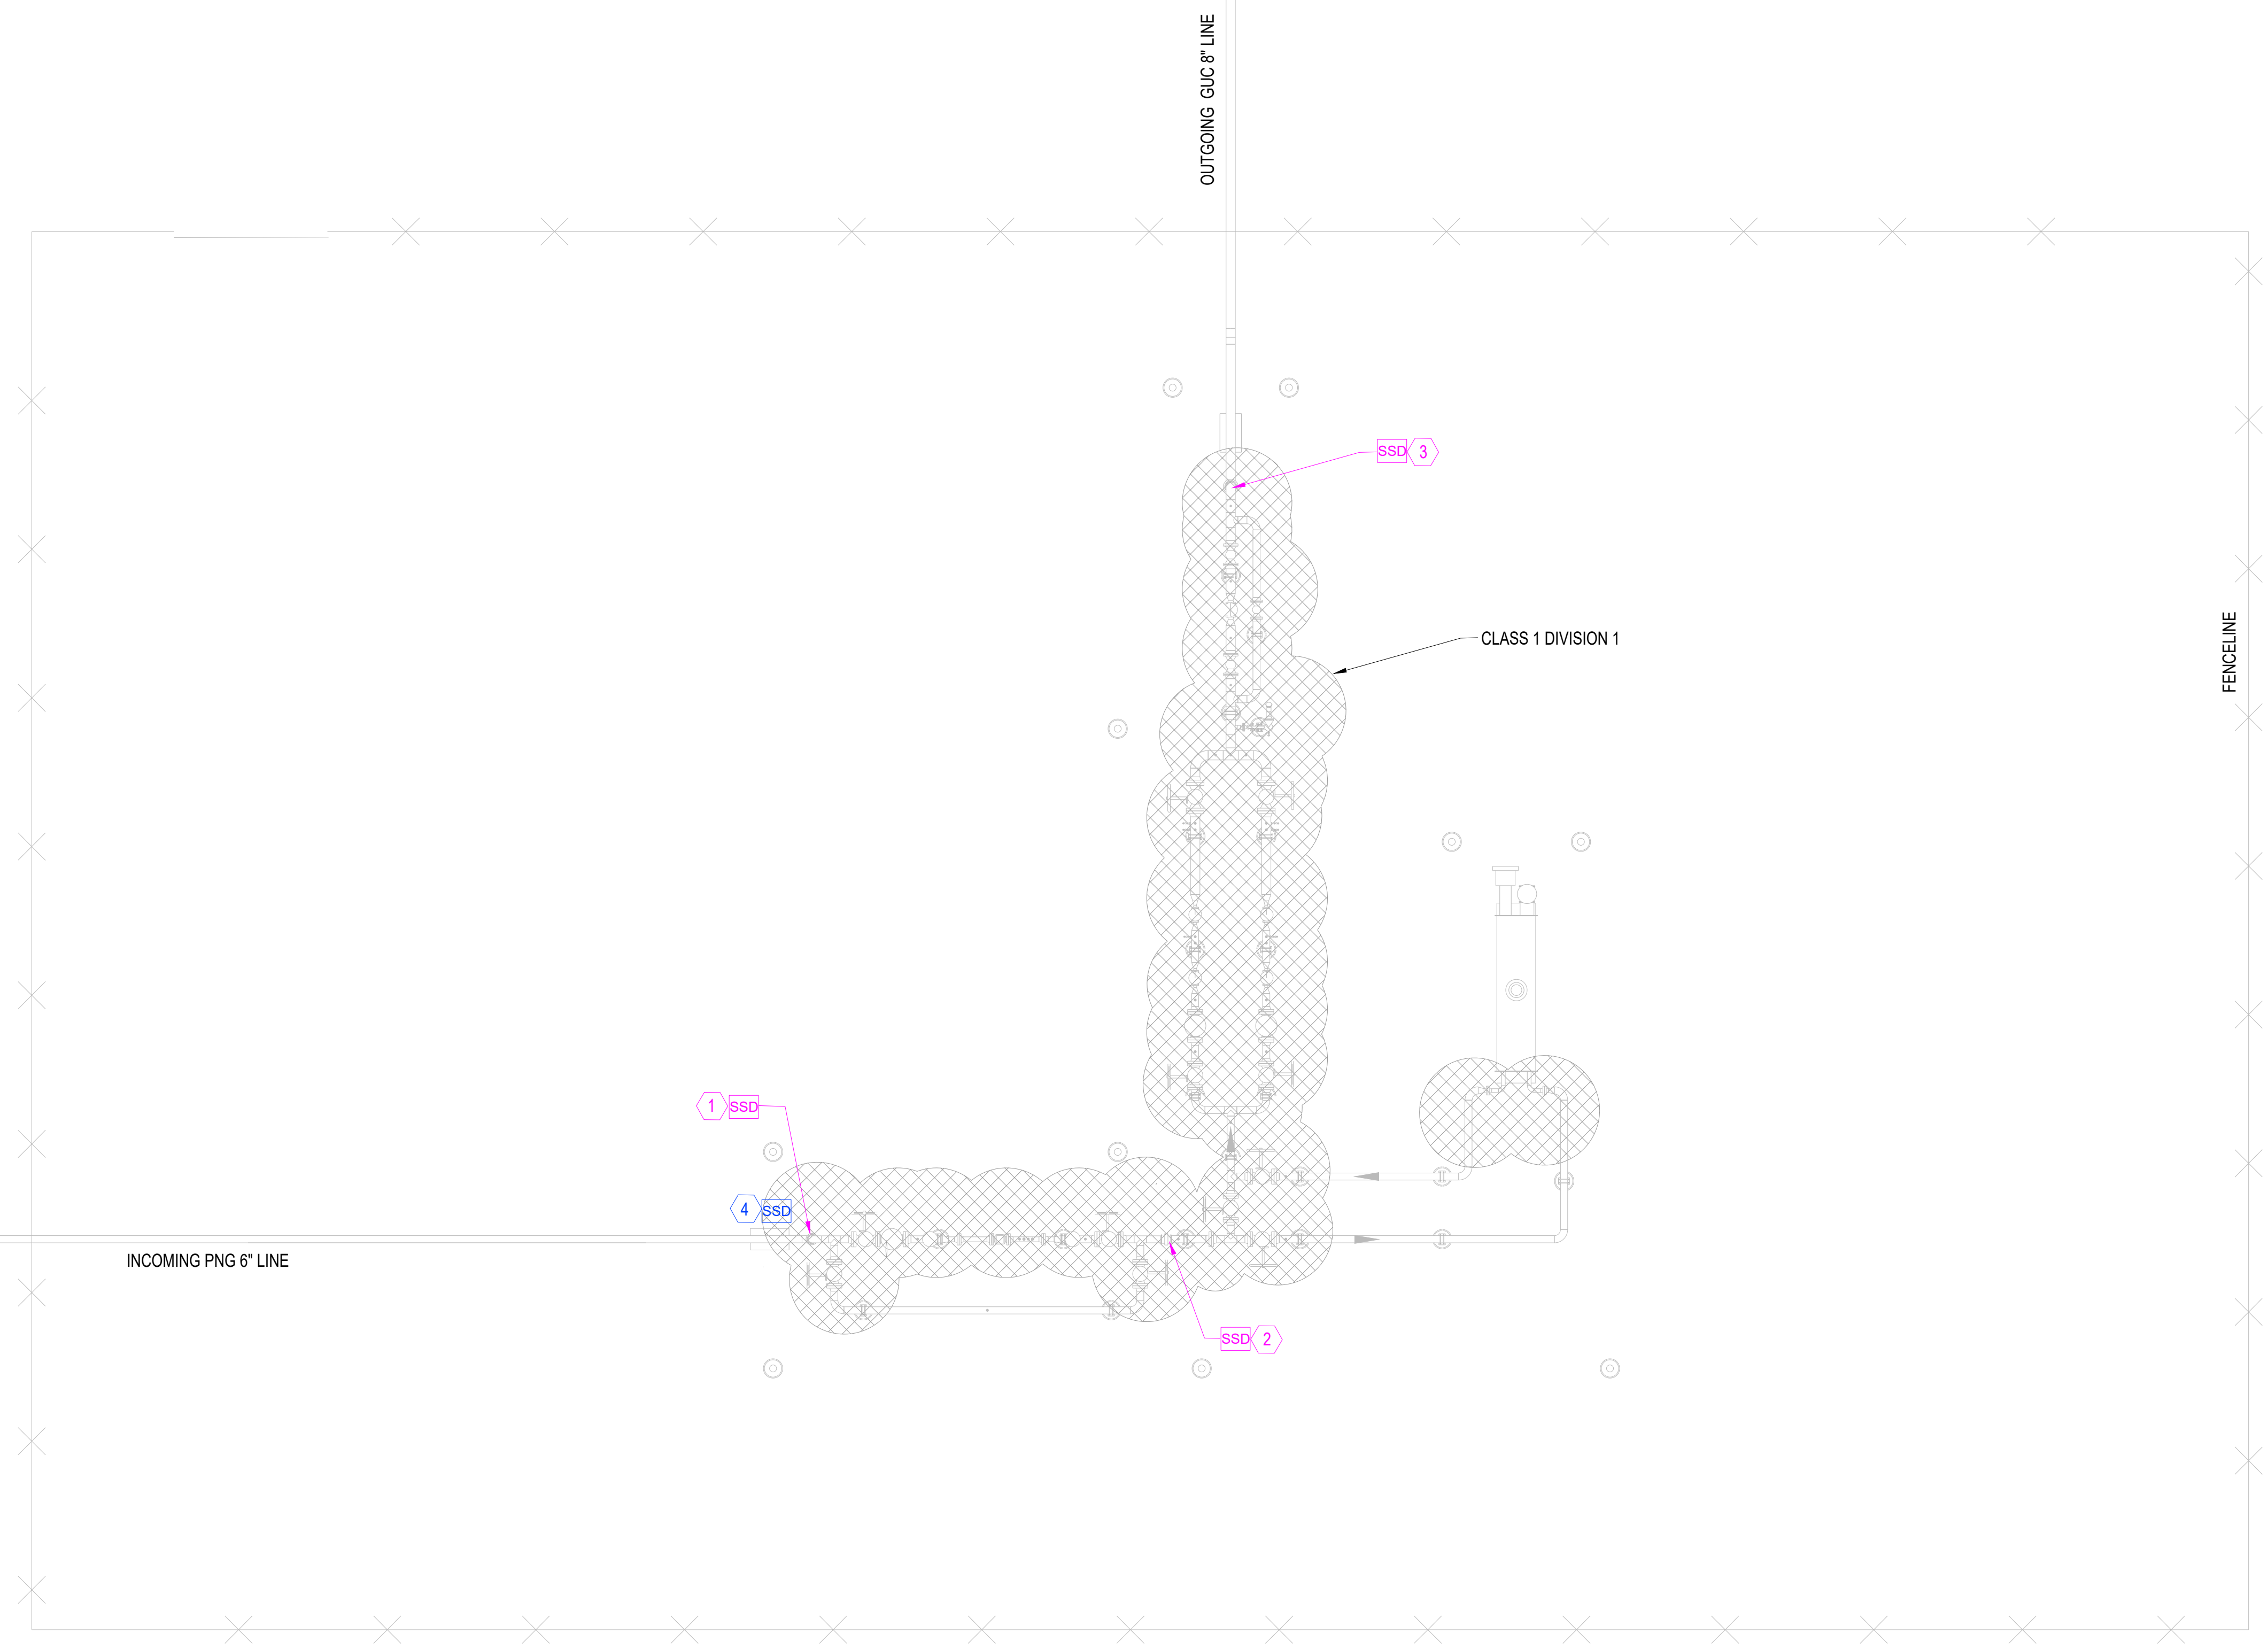 OUTGOING GUC 8" LINE
SSD 3
CLASS 1 DIVISION 1
FENCELINE
1 SSD
4 SSD
INCOMING PNG 6" LINE
SSD 2